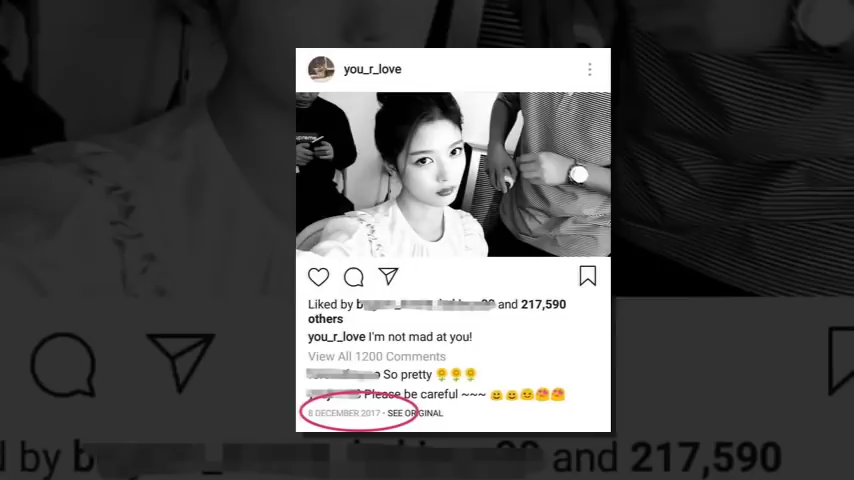 you_r_love
supreme
Liked by and 217,590
others
you_r_love I'm not mad at you!
View All 1200 Comments
So pretty 🌻🌻🌻
Please be careful ~~~ 😄😄😊😍😍
8 DECEMBER 2017 • SEE ORIGINAL
l by b and 217,590